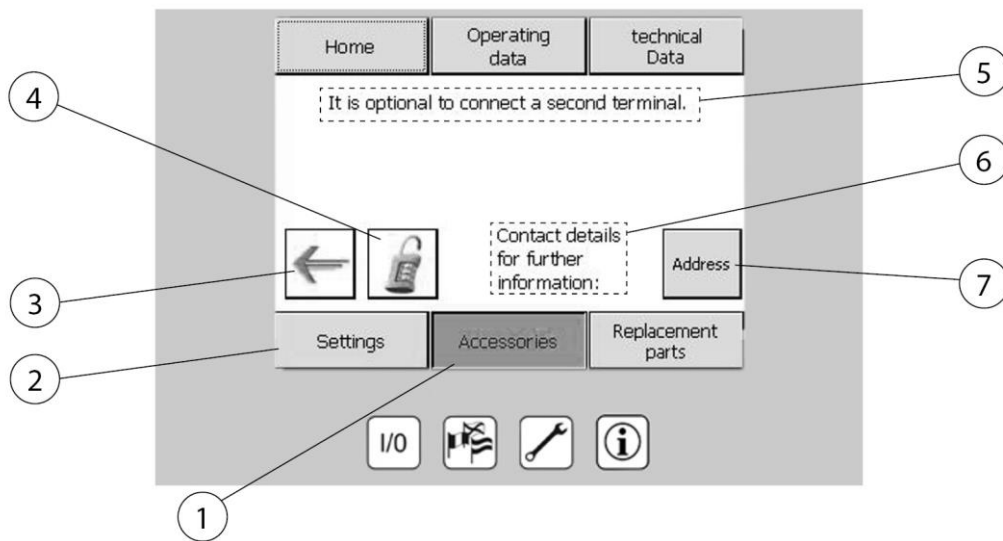 Home
Operating
data
technical
Data
It is optional to connect a second terminal.
5
4
6
Contact details
for further
information:
Address
3
7
Settings
Accessories
Replacement
parts
2
I/0
i
1